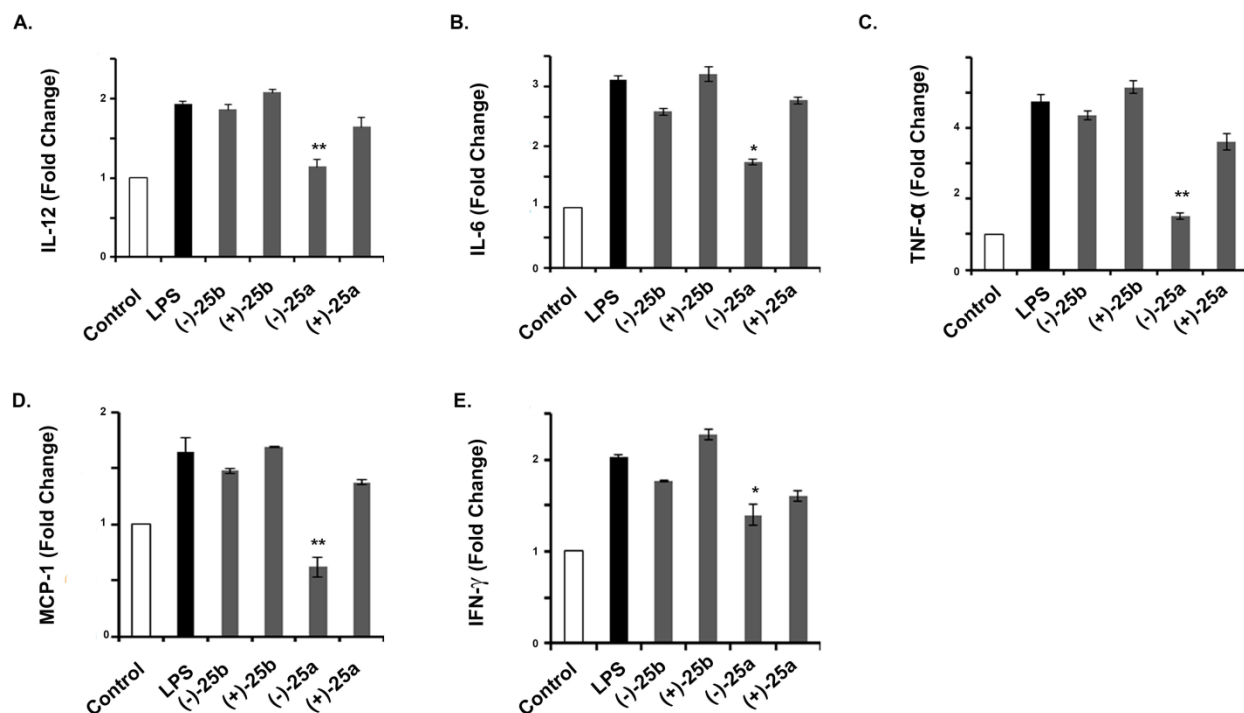 A.
IL-12 (Fold Change)
2
1
0
**
Control
LPS
(-)-25b
(+)-25b
(-)-25a
(+)-25a
B.
IL-6 (Fold Change)
3
2
1
0
*
Control
LPS
(-)-25b
(+)-25b
(-)-25a
(+)-25a
C.
TNF-α (Fold Change)
4
2
0
**
Control
LPS
(-)-25b
(+)-25b
(-)-25a
(+)-25a
D.
MCP-1 (Fold Change)
2
1
0
**
Control
LPS
(-)-25b
(+)-25b
(-)-25a
(+)-25a
E.
IFN-γ (Fold Change)
2
1
0
*
Control
LPS
(-)-25b
(+)-25b
(-)-25a
(+)-25a